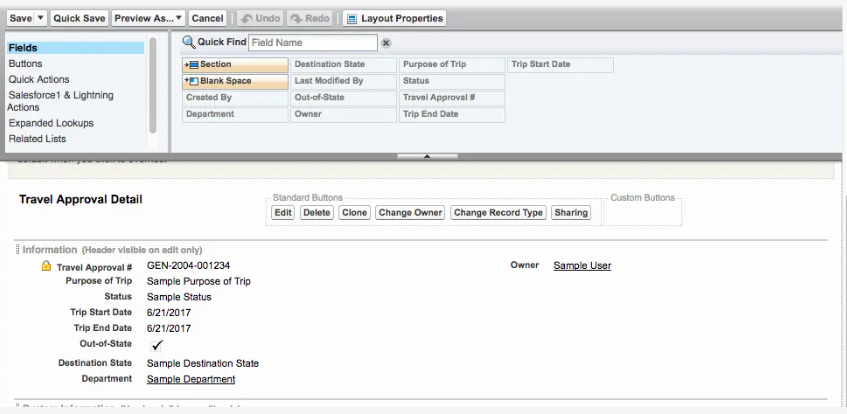 Save Quick Save Preview As... Cancel Undo Redo Layout Properties
Fields
Buttons
Quick Actions
Salesforce1 & Lightning
Actions
Expanded Lookups
Related Lists
Quick Find Field Name
Section Destination State Purpose of Trip Trip Start Date
Blank Space Last Modified By Status
Created By Out-of-State Travel Approval #
Department Owner Trip End Date
Travel Approval Detail
Standard Buttons
Edit Delete Clone Change Owner Change Record Type Sharing
Custom Buttons
Information (Header visible on edit only)
Travel Approval # GEN-2004-001234 Owner Sample User
Purpose of Trip Sample Purpose of Trip
Status Sample Status
Trip Start Date 6/21/2017
Trip End Date 6/21/2017
Out-of-State
Destination State Sample Destination State
Department Sample Department